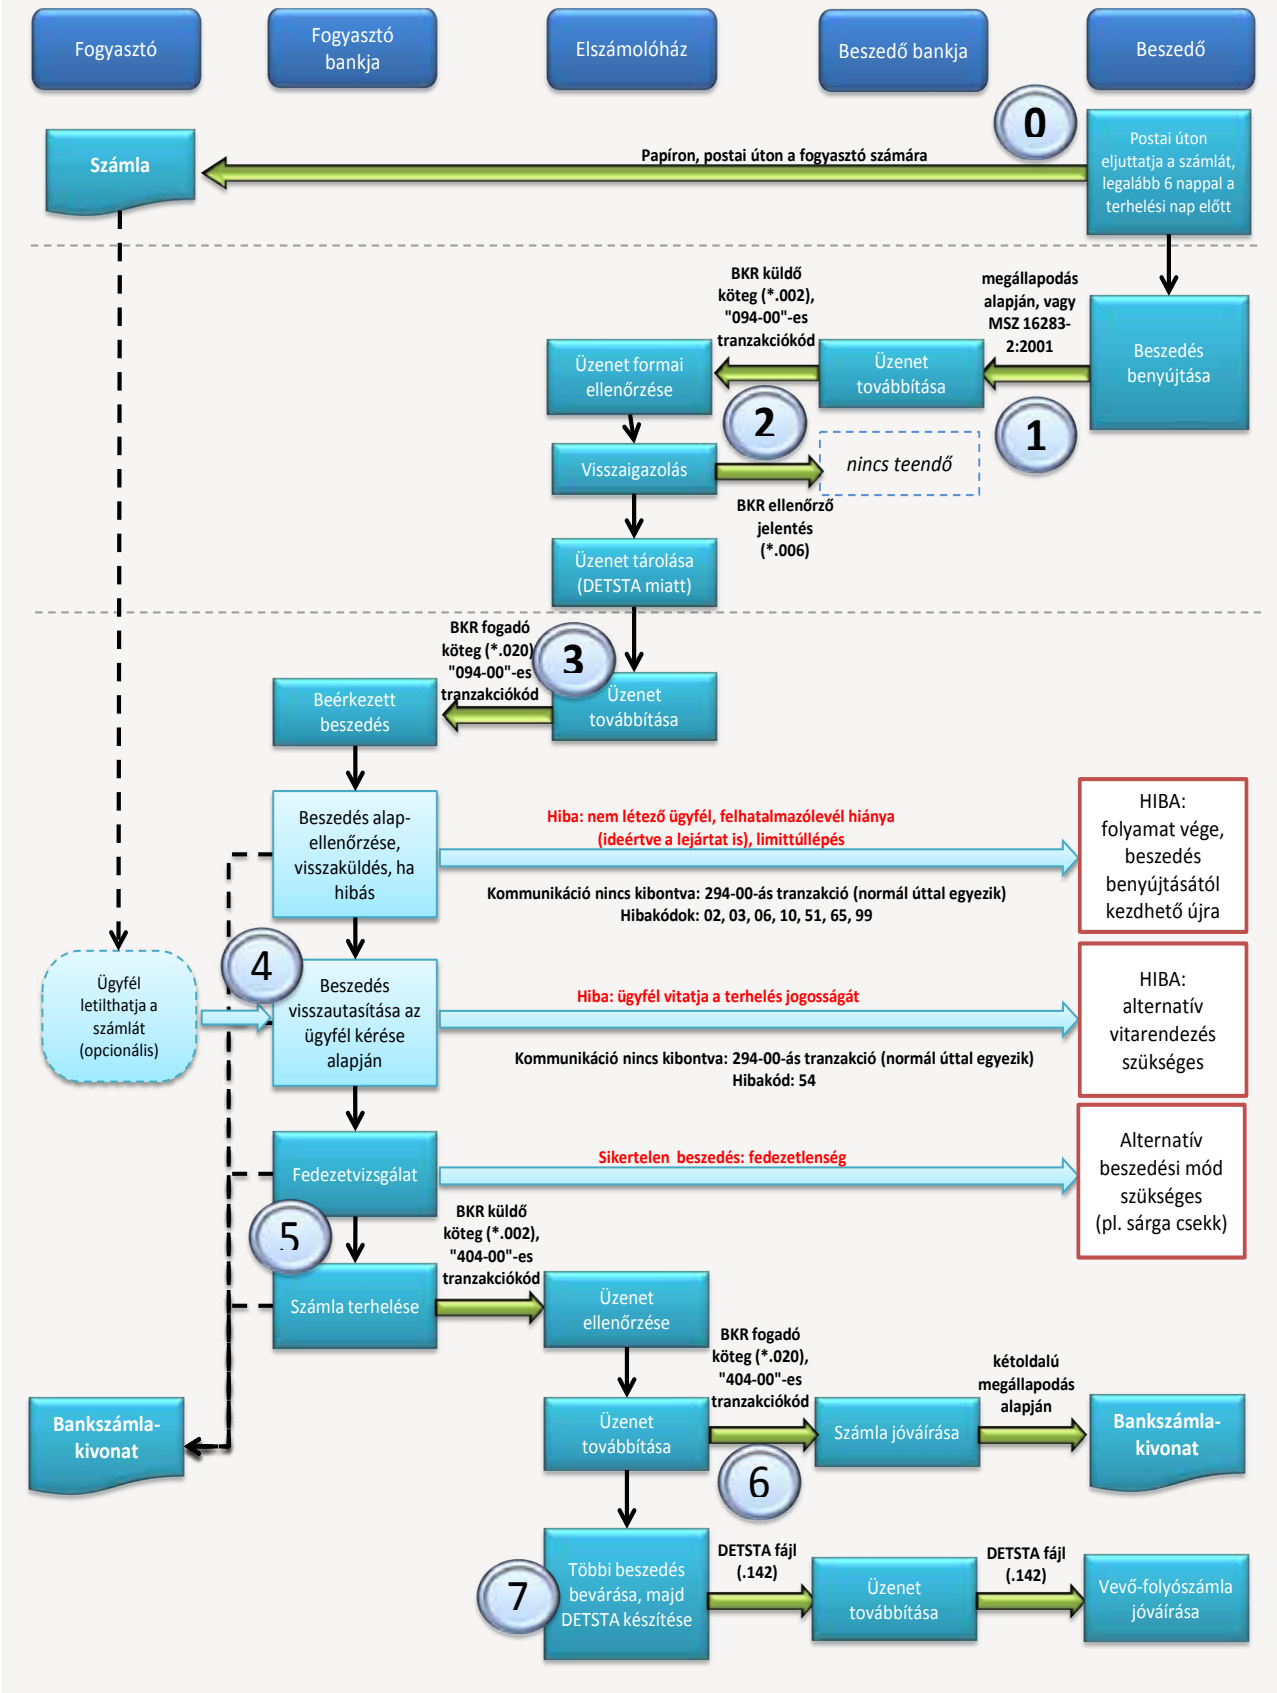 Fogyasztó
Fogyasztó
bankja
Elszámolóház
Beszedő bankja
Beszedő
0
Postai úton
eljuttatja a számlát,
legalább 6 nappal a
terhelési nap előtt
Papíron, postai úton a fogyasztó számára
Számla
BKR küldő
köteg (*.002),
"094-00"-es
tranzakciókód
megállapodás
alapján, vagy
MSZ 16283-
2:2001
Beszedés
benyújtása
Üzenet
továbbítása
Üzenet formai
ellenőrzése
1
2
Visszaigazolás
nincs teendő
BKR ellenőrző
jelentés
(*.006)
Üzenet tárolása
(DETSTA miatt)
BKR fogadó
köteg (*.020)
"094-00"-es
tranzakciókód
3
Üzenet
továbbítása
Beérkezett
beszedés
Beszedés alap-
ellenőrzése,
visszaküldés, ha
hibás
Hiba: nem létező ügyfél, felhatalmazólevél hiánya
(ideértve a lejártat is), limittúllépés
Kommunikáció nincs kibontva: 294-00-ás tranzakció (normál úttal egyezik)
Hibakódok: 02, 03, 06, 10, 51, 65, 99
HIBA:
folyamat vége,
beszedés
benyújtásától
kezdhető újra
4
Ügyfél
letilthatja a
számlát
(opcionális)
Beszedés
visszautasítása az
ügyfél kérése
alapján
Hiba: ügyfél vitatja a terhelés jogosságát
Kommunikáció nincs kibontva: 294-00-ás tranzakció (normál úttal egyezik)
Hibakód: 54
HIBA:
alternatív
vitarendezés
szükséges
Fedezetvizsgálat
Sikertelen beszedés: fedezetlenség
Alternatív
beszedési mód
szükséges
(pl. sárga csekk)
5
BKR küldő
köteg (*.002),
"404-00"-es
tranzakciókód
Számla terhelése
Üzenet
ellenőrzése
BKR fogadó
köteg (*.020),
"404-00"-es
tranzakciókód
kétoldalú
megállapodás
alapján
Bankszámla-
kivonat
Üzenet
továbbítása
Számla jóváírása
Bankszámla-
kivonat
6
7
Többi beszedés
bevárása, majd
DETSTA készítése
DETSTA fájl
(.142)
Üzenet
továbbítása
DETSTA fájl
(.142)
Vevő-folyószámla
jóváírása